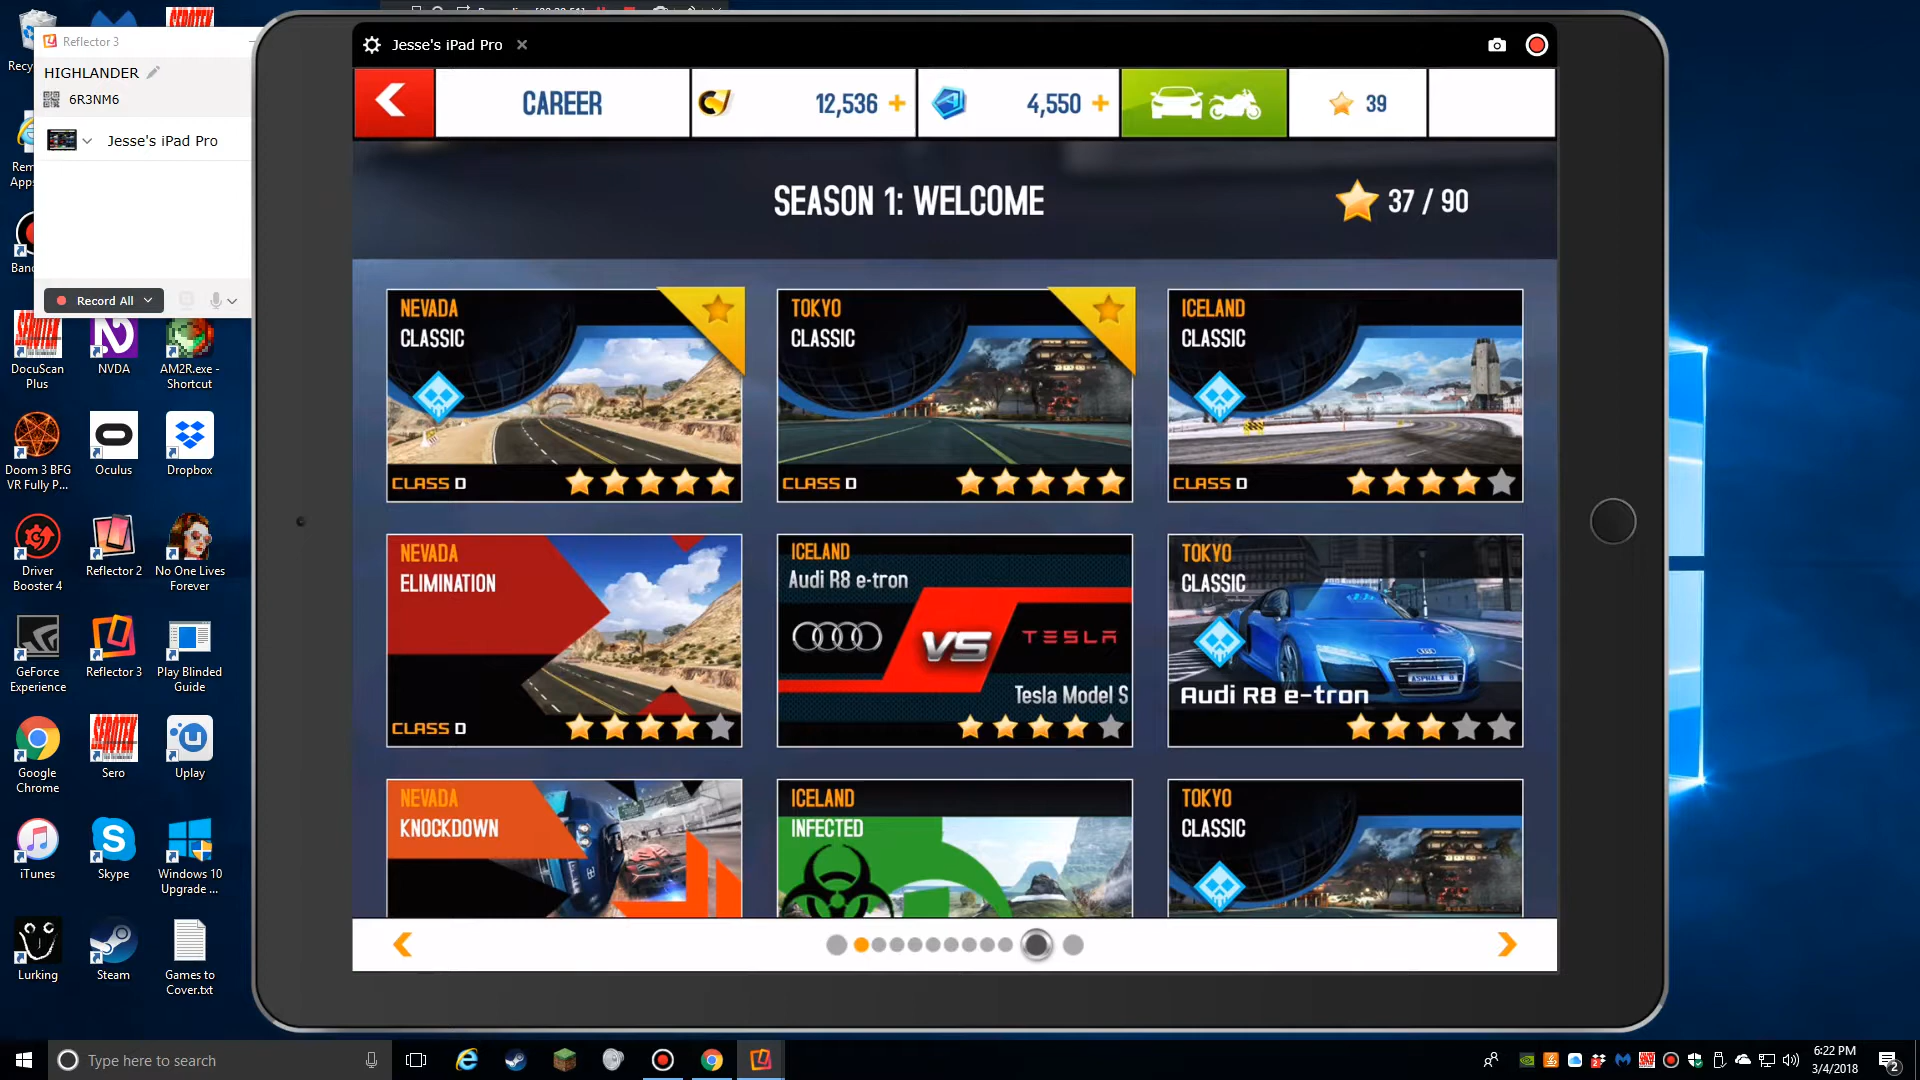 Reflector 3
HIGHLANDER
6R3NM6
Jesse's iPad Pro
Record All
Jesse's iPad Pro
CAREER
12,536 +
4,550 +
39
SEASON 1: WELCOME
37 / 90
NEVADA
CLASSIC
CLASS D
TOKYO
CLASSIC
CLASS D
ICELAND
CLASSIC
CLASS D
NEVADA
ELIMINATION
CLASS D
ICELAND
Audi R8 e-tron
VS
TESLA
Tesla Model S
TOKYO
CLASSIC
ASPHALT 8
Audi R8 e-tron
NEVADA
KNOCKDOWN
ICELAND
INFECTED
TOKYO
CLASSIC
SEROTEK
DocuScan
Plus
NVDA
AM2R.exe -
Shortcut
Doom 3 BFG
VR Fully P...
Oculus
Dropbox
Driver
Booster 4
Reflector 2
No One Lives
Forever
GeForce
Experience
Reflector 3
Play Blinded
Guide
Google
Chrome
SEROTEK
Sero
Uplay
iTunes
Skype
Windows 10
Upgrade ...
Lurking
Steam
Games to
Cover.txt
Type here to search
6:22 PM
3/4/2018
2